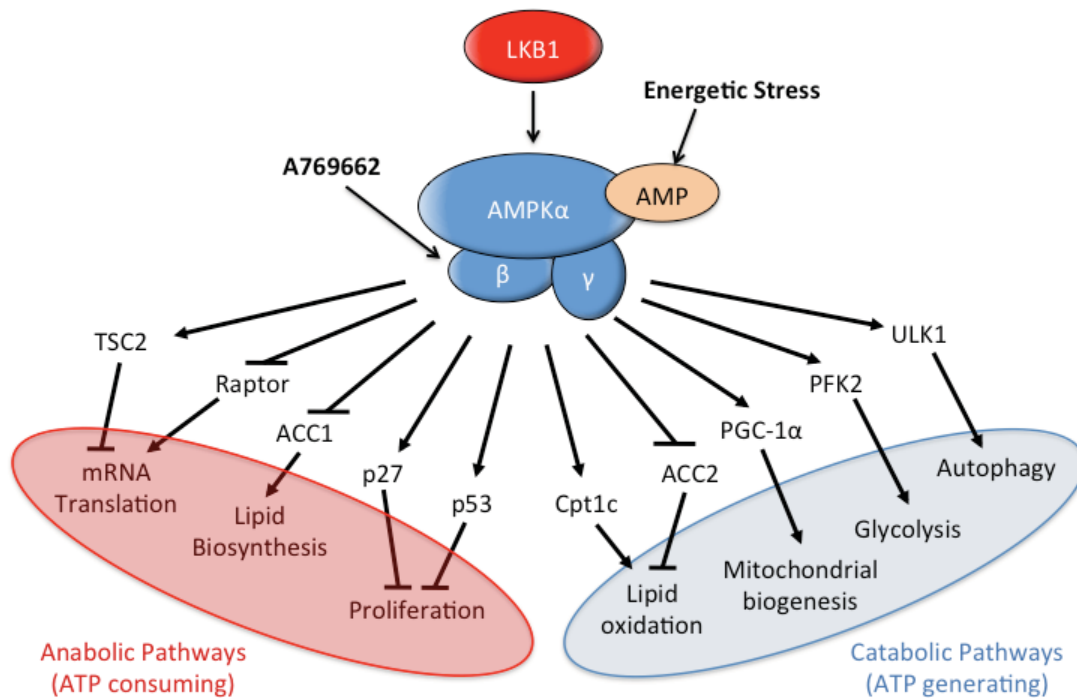 LKB1
Energetic Stress
A769662
AMP
AMPKα
β
γ
TSC2
ULK1
Raptor
PFK2
ACC1
PGC-1α
p27
p53
Cpt1c
ACC2
mRNA
Translation
Lipid
Biosynthesis
Proliferation
Lipid
oxidation
Mitochondrial
biogenesis
Glycolysis
Autophagy
Anabolic Pathways
(ATP consuming)
Catabolic Pathways
(ATP generating)